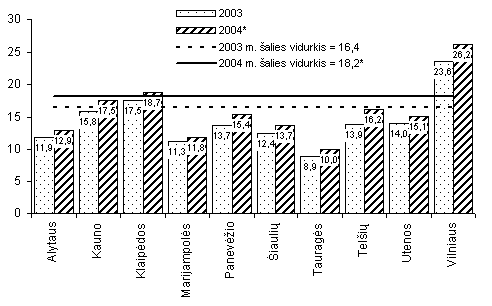 2003
2004*
2003 m. šalies vidurkis = 16,4
2004 m. šalies vidurkis = 18,2*
30
25
20
15
10
5
0
11,9 12,9
15,8 17,5
17,5 18,7
11,3 11,8
13,7 15,4
12,4 13,7
8,9 10,0
13,9 16,2
14,0 15,1
23,6 26,2
Alytaus
Kauno
Klaipėdos
Marijampolės
Panevėžio
Šiaulių
Tauragės
Telšių
Utenos
Vilniaus